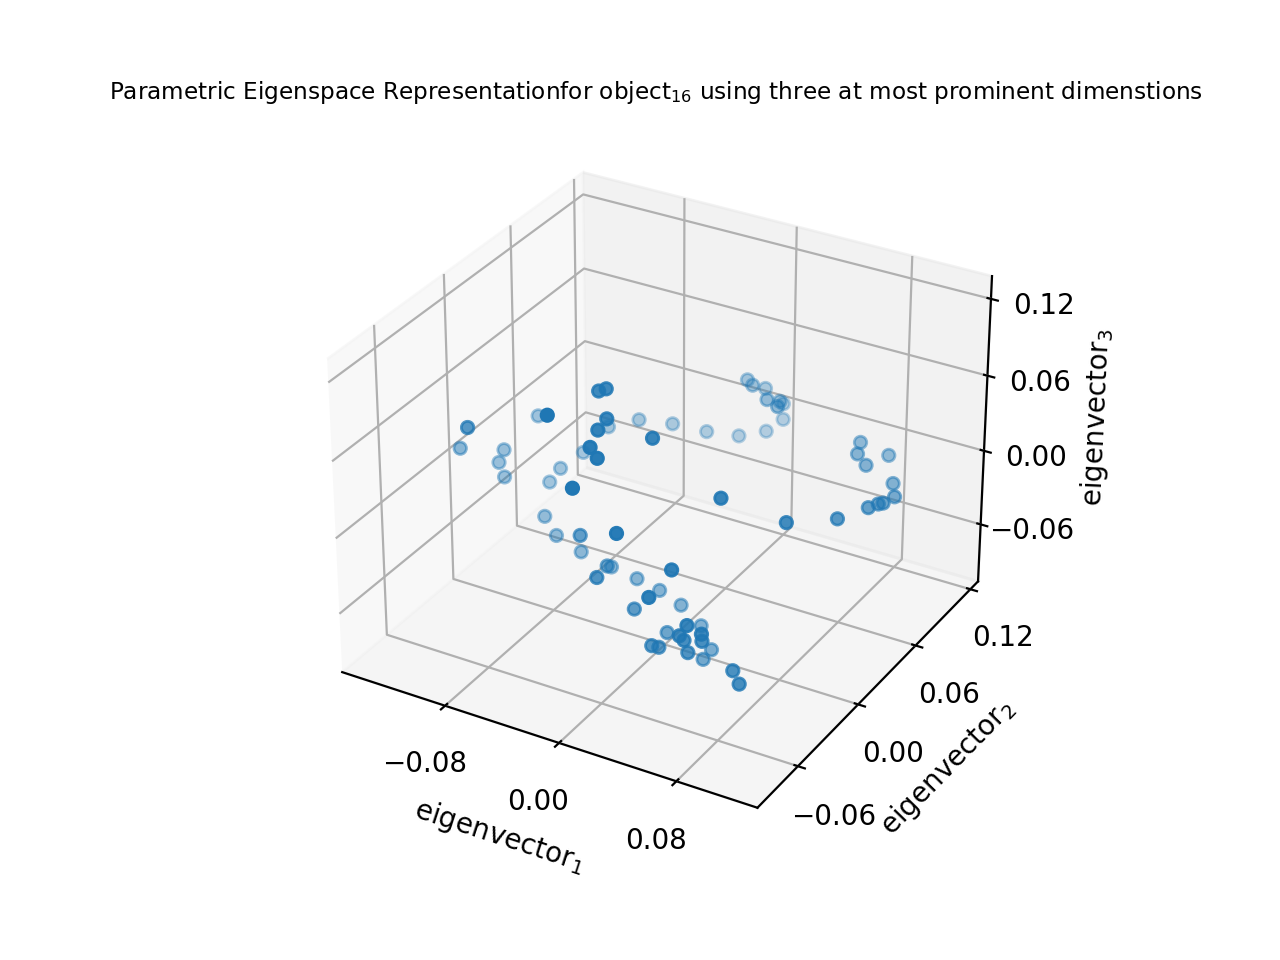 Parametric Eigenspace Representationfor object₁₆ using three at most prominent dimenstions
0.12
0.06
0.00
−0.06
eigenvector₃
0.12
0.06
0.00
−0.06
eigenvector₂
−0.08
0.00
0.08
eigenvector₁